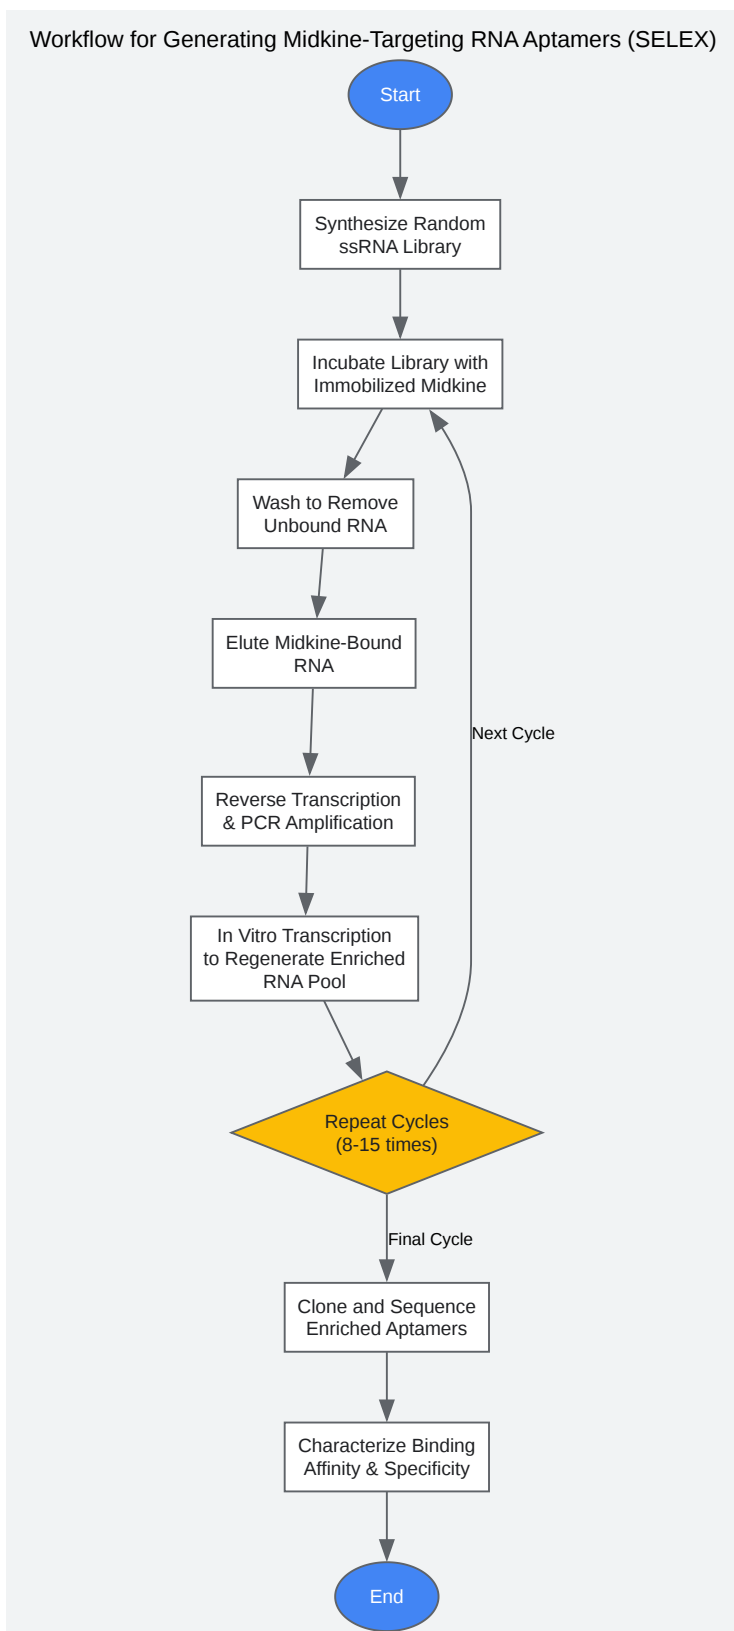 Workflow for Generating Midkine-Targeting RNA Aptamers (SELEX)
Start
Synthesize Random
ssRNA Library
Incubate Library with
Immobilized Midkine
Wash to Remove
Unbound RNA
Elute Midkine-Bound
RNA
Next Cycle
Reverse Transcription
& PCR Amplification
In Vitro Transcription
to Regenerate Enriched
RNA Pool
Repeat Cycles
(8-15 times)
Final Cycle
Clone and Sequence
Enriched Aptamers
Characterize Binding
Affinity & Specificity
End